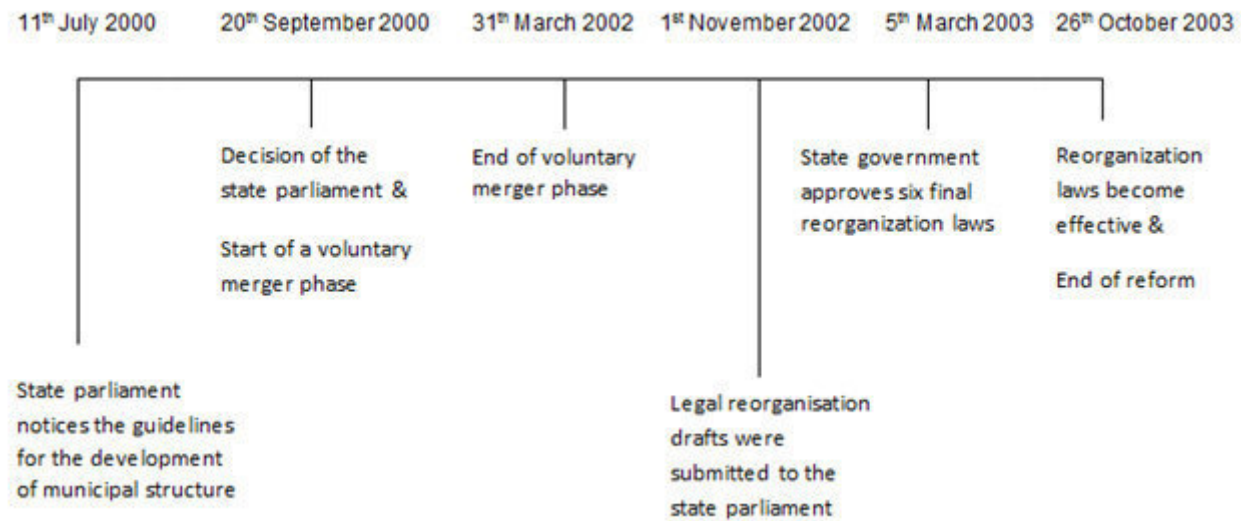 11th July 2000 20th September 2000 31th March 2002 1st November 2002 5th March 2003 26th October 2003
Decision of the
state parliament &
Start of a voluntary
merger phase
End of voluntary
merger phase
State government
approves six final
reorganization laws
Reorganization
laws become
effective &
End of reform
State parliament
notices the guidelines
for the development
of municipal structure
Legal reorganisation
drafts were
submitted to the
state parliament